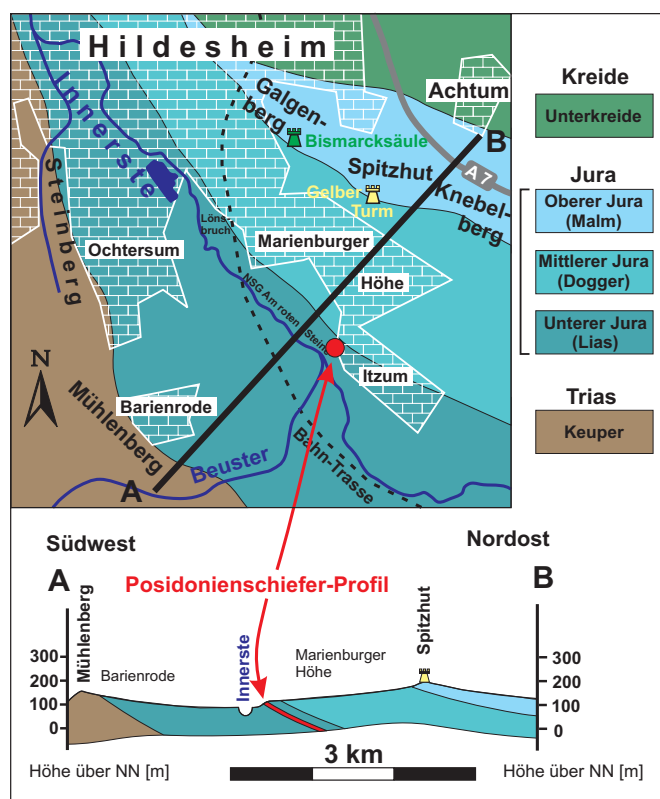 Hildesheim
Innerste
Galgen-
berg
Bismarcksäule
Achtum
B
A 7
Spitzhut
Knebel-
berg
Gelber
Turm
Steinberg
Ochtersum
Löns-
bruch
Marienburger
Höhe
NSG Am roten Steine
Itzum
N
Mühlenberg
Barienrode
Beuster
Bahn-Trasse
A
Kreide
Unterkreide
Jura
Oberer Jura
(Malm)
Mittlerer Jura
(Dogger)
Unterer Jura
(Lias)
Trias
Keuper
Südwest
Nordost
A
B
Posidonienschiefer-Profil
Mühlenberg
Barienrode
Innerste
Marienburger
Höhe
Spitzhut
300
200
100
0
300
200
100
0
3 km
Höhe über NN [m]
Höhe über NN [m]